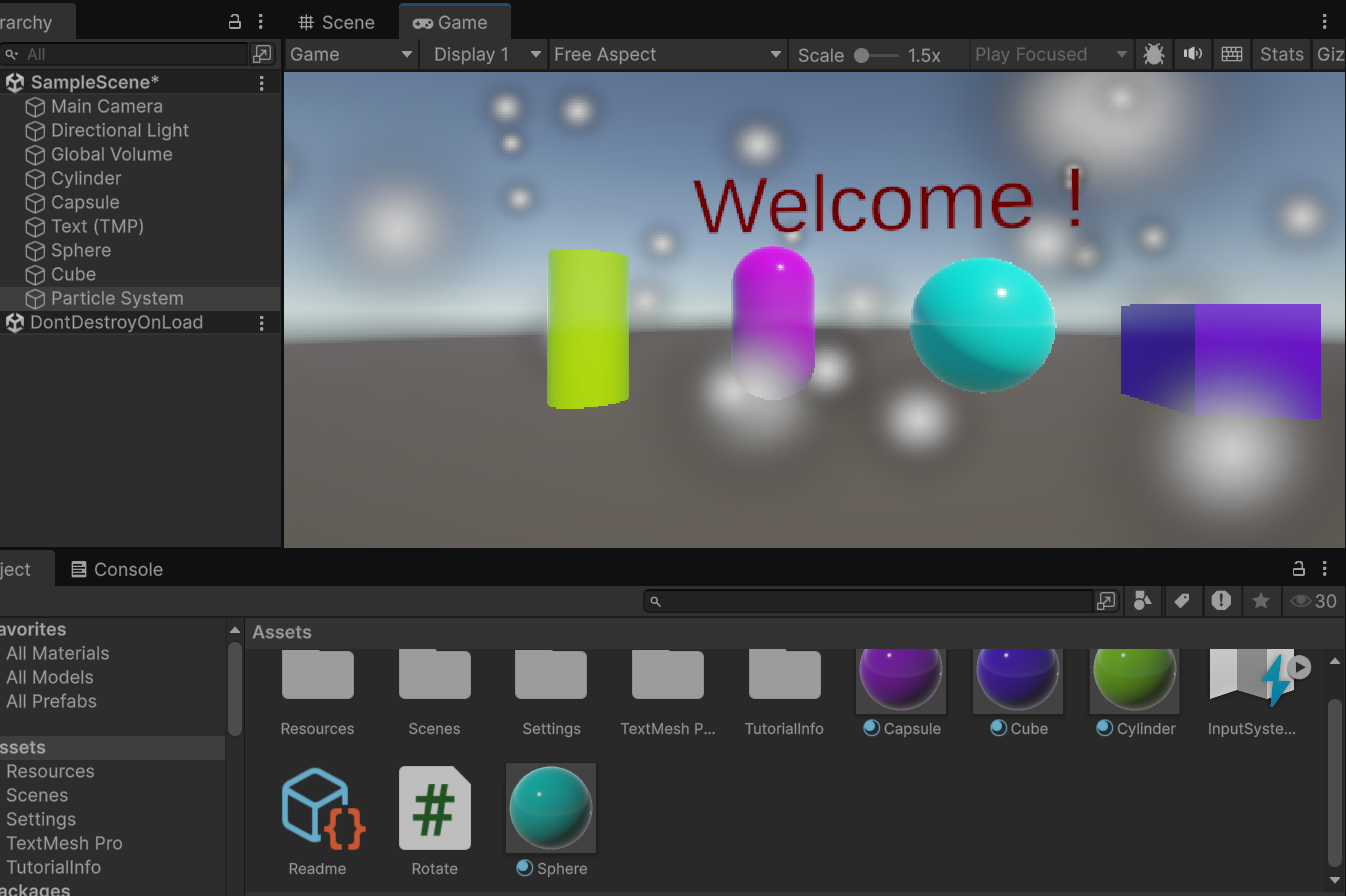 rarchy
Scene
Game
All
Game
Display 1
Free Aspect
Scale
1.5x
Play Focused
Stats
Giz
SampleScene*
Main Camera
Directional Light
Global Volume
Cylinder
Capsule
Text (TMP)
Sphere
Cube
Particle System
DontDestroyOnLoad
Welcome !
ject
Console
30
avorites
All Materials
All Models
All Prefabs
ssets
Resources
Scenes
Settings
TextMesh Pro
TutorialInfo
ackages
Assets
Resources
Scenes
Settings
TextMesh P...
TutorialInfo
Capsule
Cube
Cylinder
InputSyste...
Readme
Rotate
Sphere